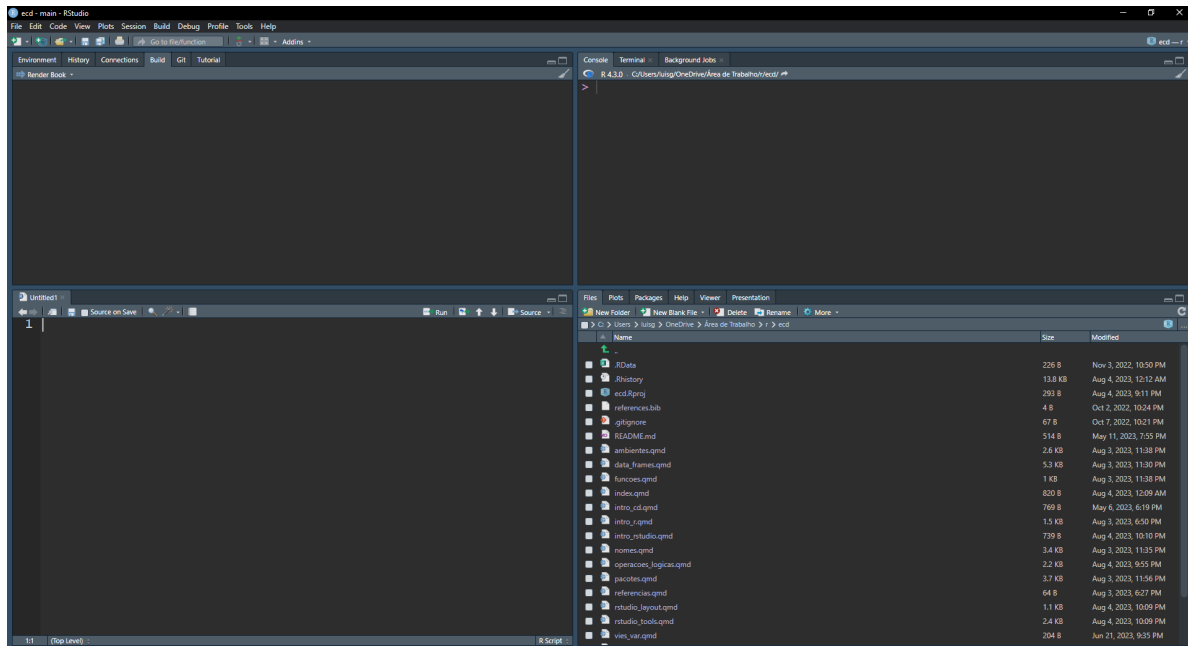 ecd - main - RStudio
File Edit Code View Plots Session Build Debug Profile Tools Help
Go to file/function Addins ecd — r
Environment History Connections Build Git Tutorial
Render Book
Console Terminal Background Jobs
R 4.3.0 · C:/Users/luisg/OneDrive/Área de Trabalho/r/ecd/
>
Untitled1
Source on Save Run Source
1
1:1 (Top Level) R Script
Files Plots Packages Help Viewer Presentation
New Folder New Blank File Delete Rename More
C: > Users > luisg > OneDrive > Área de Trabalho > r > ecd
Name Size Modified
..
.RData 226 B Nov 3, 2022, 10:50 PM
.Rhistory 13.8 KB Aug 4, 2023, 12:12 AM
ecd.Rproj 293 B Aug 4, 2023, 9:11 PM
references.bib 4 B Oct 2, 2022, 10:24 PM
.gitignore 67 B Oct 7, 2022, 10:21 PM
README.md 514 B May 11, 2023, 7:55 PM
ambientes.qmd 2.6 KB Aug 3, 2023, 11:38 PM
data_frames.qmd 5.3 KB Aug 3, 2023, 11:30 PM
funcoes.qmd 1 KB Aug 3, 2023, 11:38 PM
index.qmd 820 B Aug 4, 2023, 12:09 AM
intro_cd.qmd 769 B May 6, 2023, 6:19 PM
intro_r.qmd 1.5 KB Aug 3, 2023, 6:50 PM
intro_rstudio.qmd 739 B Aug 4, 2023, 10:10 PM
nomes.qmd 3.4 KB Aug 3, 2023, 11:35 PM
operacoes_logicas.qmd 2.2 KB Aug 4, 2023, 9:55 PM
pacotes.qmd 3.7 KB Aug 3, 2023, 11:56 PM
referencias.qmd 64 B Aug 3, 2023, 6:27 PM
rstudio_layout.qmd 1.1 KB Aug 4, 2023, 10:09 PM
rstudio_tools.qmd 2.4 KB Aug 4, 2023, 10:09 PM
vies_var.qmd 204 B Jun 21, 2023, 9:35 PM